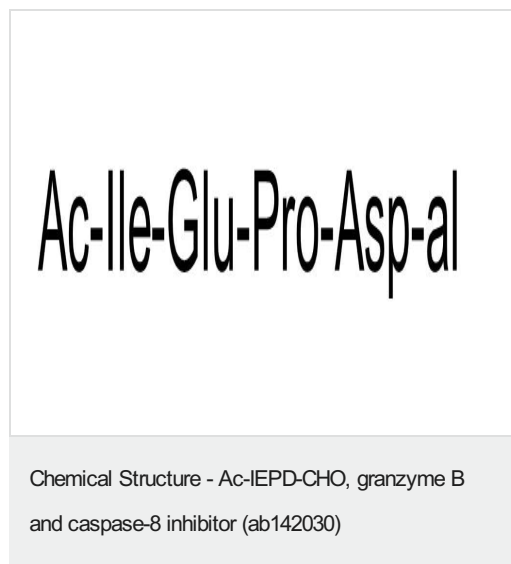 Ac-Ile-Glu-Pro-Asp-al
Chemical Structure - Ac-IEPD-CHO, granzyme B
and caspase-8 inhibitor (ab142030)